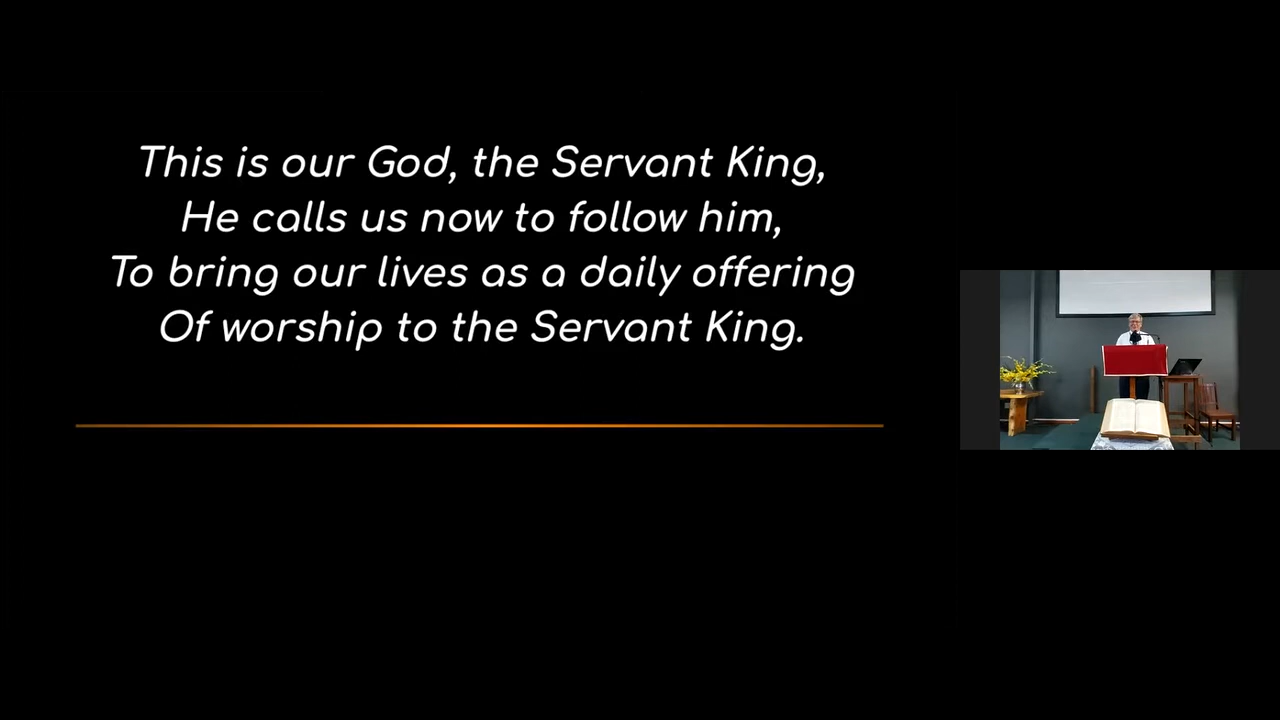 This is our God, the Servant King,
He calls us now to follow him,
To bring our lives as a daily offering
Of worship to the Servant King.